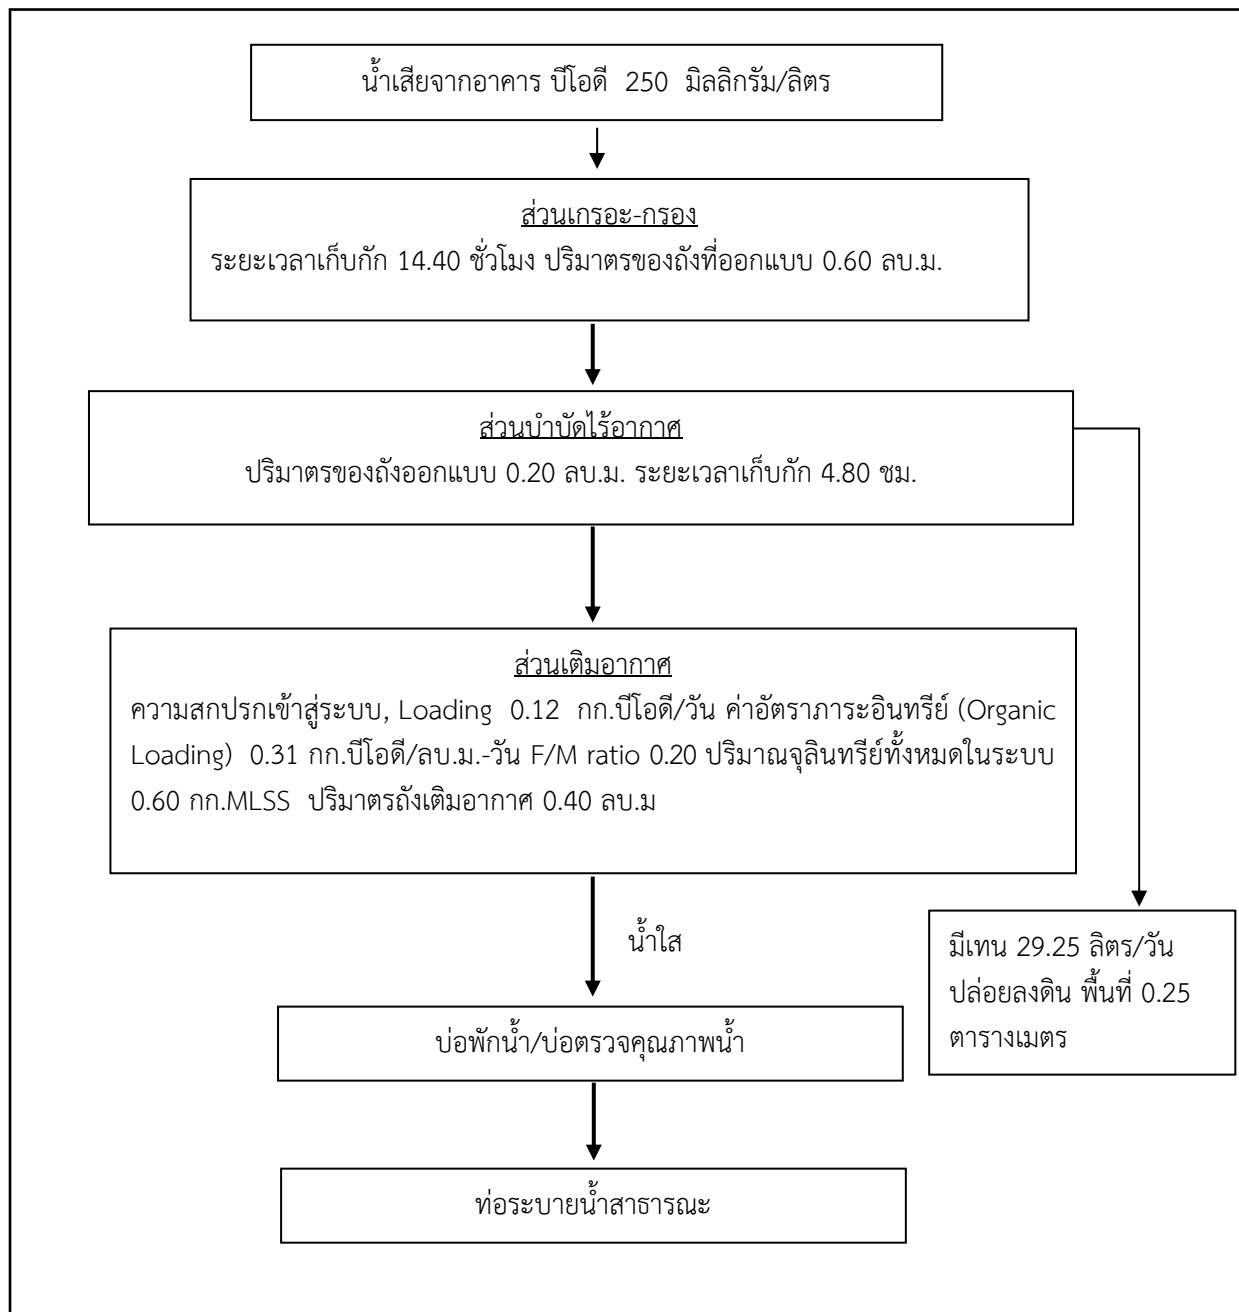 น้ำเสียจากอาคาร บีโอดี 250 มิลลิกรัม/ลิตร
ส่วนเกรอะ-กรอง
ระยะเวลาเก็บกัก 14.40 ชั่วโมง ปริมาตรของถังที่ออกแบบ 0.60 ลบ.ม.
ส่วนบำบัดไร้อากาศ
ปริมาตรของถังออกแบบ 0.20 ลบ.ม. ระยะเวลาเก็บกัก 4.80 ชม.
ส่วนเติมอากาศ
ความสกปรกเข้าสู่ระบบ, Loading 0.12 กก.บีโอดี/วัน ค่าอัตราภาระอินทรีย์ (Organic
Loading) 0.31 กก.บีโอดี/ลบ.ม.-วัน F/M ratio 0.20 ปริมาณจุลินทรีย์ทั้งหมดในระบบ
0.60 กก.MLSS ปริมาตรถังเติมอากาศ 0.40 ลบ.ม
น้ำใส
มีเทน 29.25 ลิตร/วัน
ปล่อยลงดิน พื้นที่ 0.25
ตารางเมตร
บ่อพักน้ำ/บ่อตรวจคุณภาพน้ำ
ท่อระบายน้ำสาธารณะ